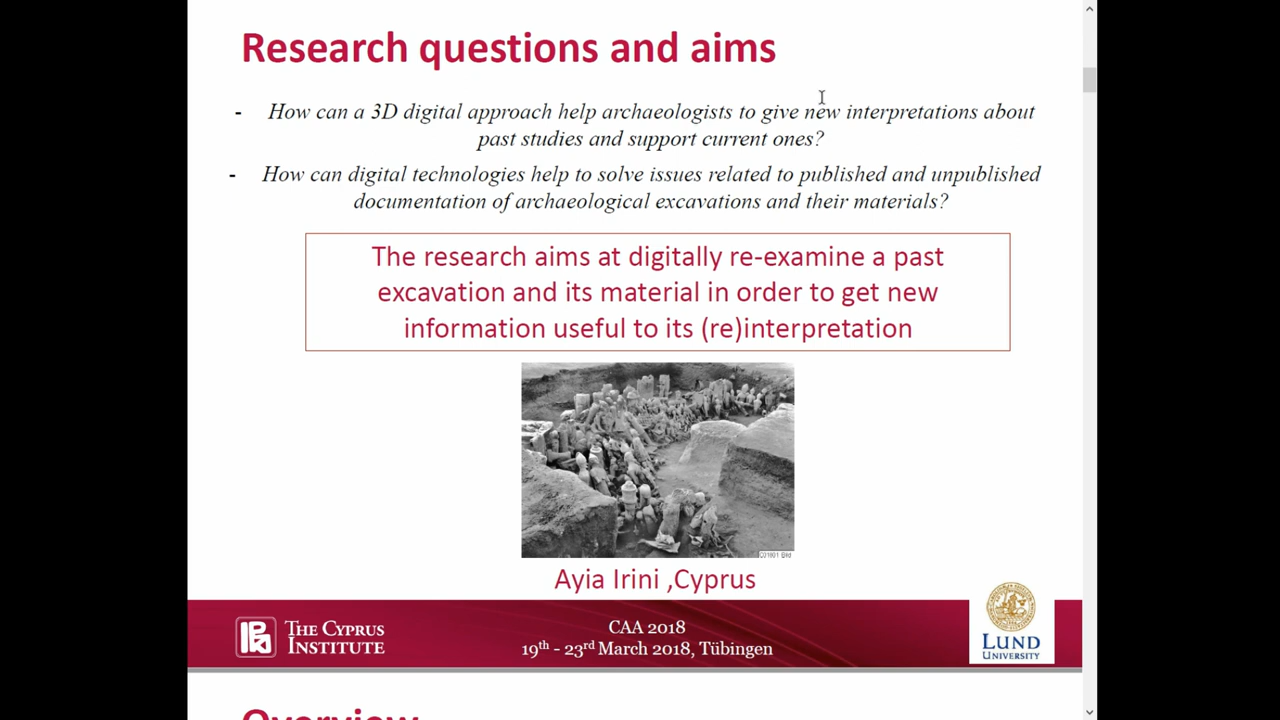 Research questions and aims
- How can a 3D digital approach help archaeologists to give new interpretations about
past studies and support current ones?
- How can digital technologies help to solve issues related to published and unpublished
documentation of archaeological excavations and their materials?
The research aims at digitally re-examine a past
excavation and its material in order to get new
information useful to its (re)interpretation
Ayia Irini ,Cyprus
THE CYPRUS
INSTITUTE
CAA 2018
19th - 23rd March 2018, Tübingen
LUND
UNIVERSITY
Overview